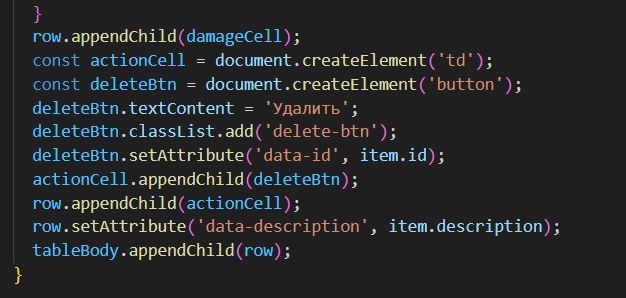 }
row.appendChild(damageCell);
const actionCell = document.createElement('td');
const deleteBtn = document.createElement('button');
deleteBtn.textContent = 'Удалить';
deleteBtn.classList.add('delete-btn');
deleteBtn.setAttribute('data-id', item.id);
actionCell.appendChild(deleteBtn);
row.appendChild(actionCell);
row.setAttribute('data-description', item.description);
tableBody.appendChild(row);
}